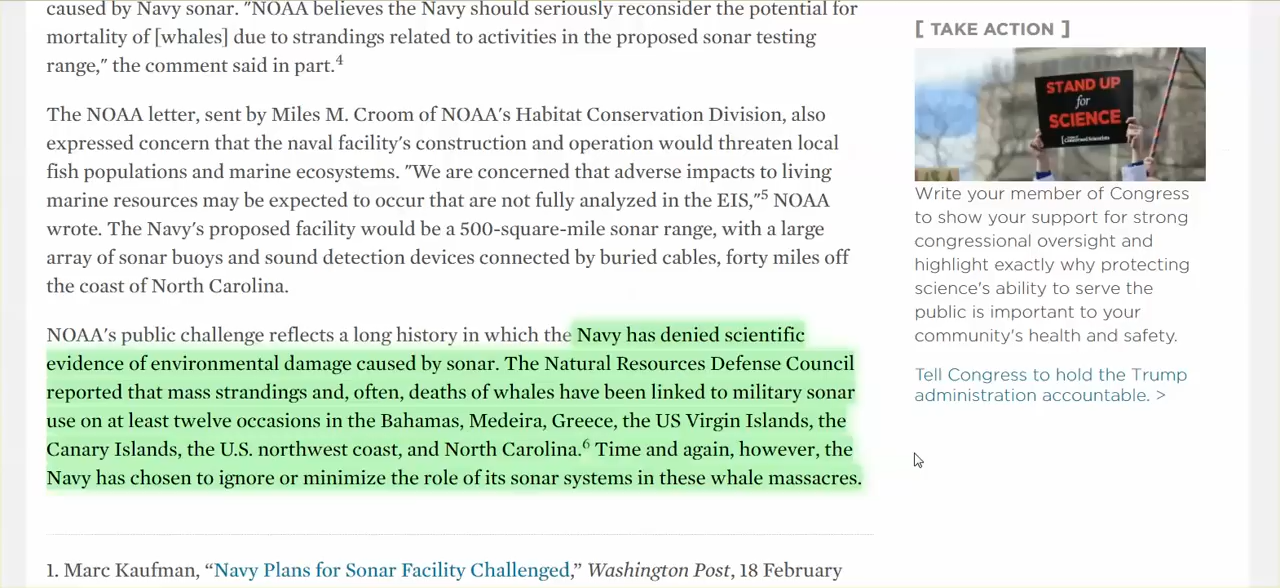 caused by Navy sonar. "NOAA believes the Navy should seriously reconsider the potential for
mortality of [whales] due to strandings related to activities in the proposed sonar testing
range," the comment said in part.4
The NOAA letter, sent by Miles M. Croom of NOAA's Habitat Conservation Division, also
expressed concern that the naval facility's construction and operation would threaten local
fish populations and marine ecosystems. "We are concerned that adverse impacts to living
marine resources may be expected to occur that are not fully analyzed in the EIS,"5 NOAA
wrote. The Navy's proposed facility would be a 500-square-mile sonar range, with a large
array of sonar buoys and sound detection devices connected by buried cables, forty miles off
the coast of North Carolina.
NOAA's public challenge reflects a long history in which the Navy has denied scientific
evidence of environmental damage caused by sonar. The Natural Resources Defense Council
reported that mass strandings and, often, deaths of whales have been linked to military sonar
use on at least twelve occasions in the Bahamas, Medeira, Greece, the US Virgin Islands, the
Canary Islands, the U.S. northwest coast, and North Carolina.6 Time and again, however, the
Navy has chosen to ignore or minimize the role of its sonar systems in these whale massacres.
1. Marc Kaufman, “Navy Plans for Sonar Facility Challenged,” Washington Post, 18 February
[ TAKE ACTION ]
STAND UP
for
SCIENCE
Write your member of Congress
to show your support for strong
congressional oversight and
highlight exactly why protecting
science's ability to serve the
public is important to your
community's health and safety.
Tell Congress to hold the Trump
administration accountable. >